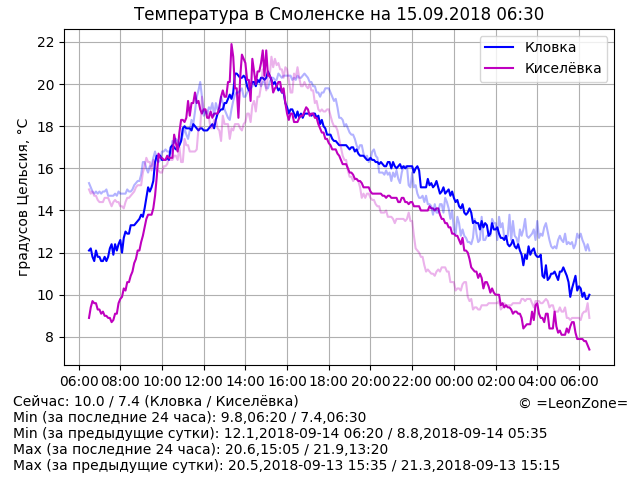 Температура в Смоленске на 15.09.2018 06:30
градусов Цельсия, °C
22
20
18
16
14
12
10
8
Кловка
Киселёвка
06:00 08:00 10:00 12:00 14:00 16:00 18:00 20:00 22:00 00:00 02:00 04:00 06:00
Сейчас: 10.0 / 7.4 (Кловка / Киселёвка)
© =LeonZone=
Min (за последние 24 часа): 9.8,06:20 / 7.4,06:30
Min (за предыдущие сутки): 12.1,2018-09-14 06:20 / 8.8,2018-09-14 05:35
Max (за последние 24 часа): 20.6,15:05 / 21.9,13:20
Max (за предыдущие сутки): 20.5,2018-09-13 15:35 / 21.3,2018-09-13 15:15